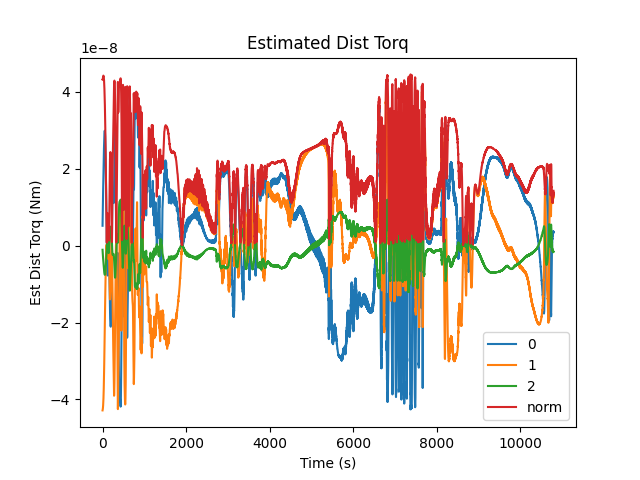 Estimated Dist Torq
1e−8
Est Dist Torq (Nm)
4
2
0
−2
−4
0
2000
4000
6000
8000
10000
Time (s)
0
1
2
norm